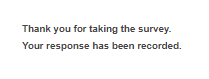 Thank you for taking the survey.
Your response has been recorded.